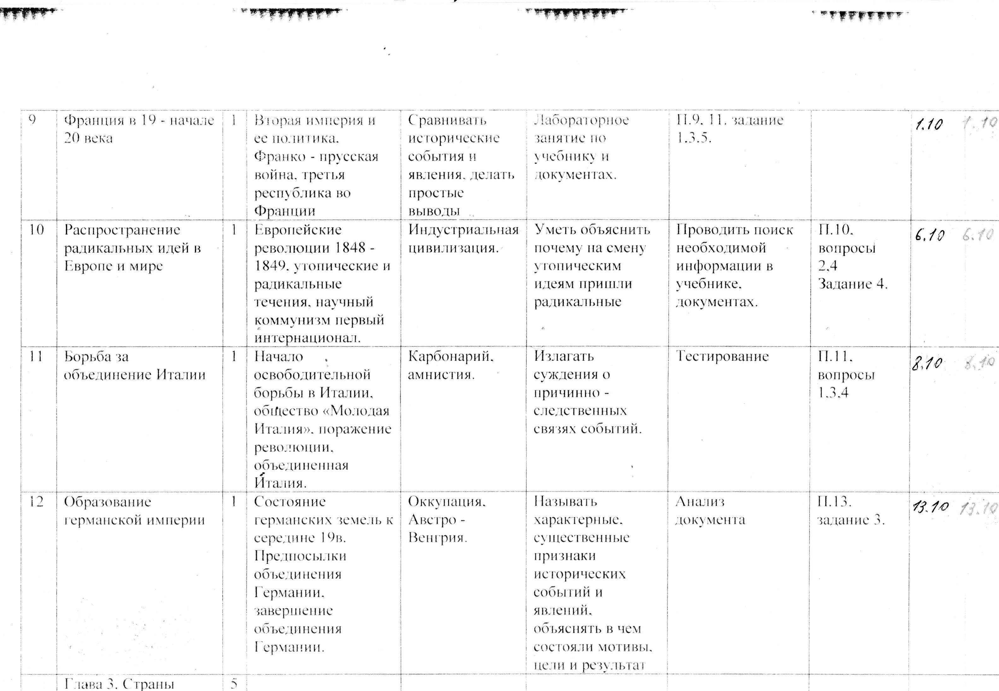 9
Франция в 19 - начале
20 века
1
Вторая империя и
ее политика.
Франко - прусская
война, третья
республика во
Франции
Сравнивать
исторические
события и
явления, делать
простые
выводы
Лабораторное
занятие по
учебнику и
документах.
П.9, 11, задание
1.3.5.
1.10
1.10
10
Распространение
радикальных идей в
Европе и мире
1
Европейские
революции 1848 -
1849, утопические и
радикальные
течения, научный
коммунизм первый
интернационал.
Индустриальная
цивилизация.
Уметь объяснить
почему на смену
утопическим
идеям пришли
радикальные
Проводить поиск
необходимой
информации в
учебнике,
документах.
П.10,
вопросы
2,4
Задание 4.
6.10
6.10
11
Борьба за
объединение Италии
1
Начало
освободительной
борьбы в Италии,
общество «Молодая
Италия», поражение
революции,
объединенная
Италия.
Карбонарий,
амнистия.
Излагать
суждения о
причинно -
следственных
связях событий.
Тестирование
П.11,
вопросы
1,3,4
8.10
8.10
12
Образование
германской империи
1
Состояние
германских земель к
середине 19в.
Предпосылки
объединения
Германии,
завершение
объединения
Германии.
Оккупация,
Австро -
Венгрия.
Называть
характерные,
существенные
признаки
исторических
событий и
явлений,
объяснять в чем
состояли мотивы,
цели и результат
Анализ
документа
П.13,
задание 3.
13.10
13.10
Глава 3. Страны
5